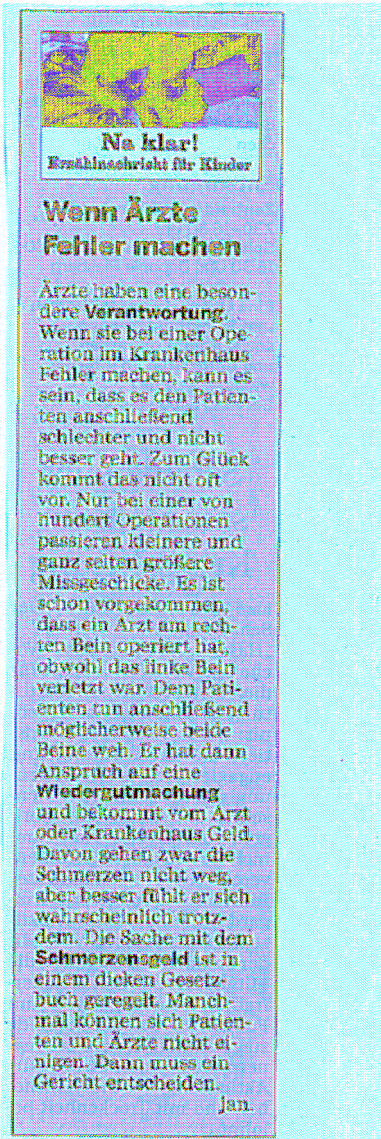 Na klar!
Erzählnachricht für Kinder
Wenn Ärzte
Fehler machen
Ärzte haben eine beson-
dere Verantwortung.
Wenn sie bei einer Ope-
ration im Krankenhaus
Fehler machen, kann es
sein, dass es den Patien-
ten anschließend
schlechter und nicht
besser geht. Zum Glück
kommt das nicht oft
vor. Nur bei einer von
hundert Operationen
passieren kleinere und
ganz selten größere
Missgeschicke. Es ist
schon vorgekommen,
dass ein Arzt am rech-
ten Bein operiert hat,
obwohl das linke Bein
verletzt war. Dem Pati-
enten tun anschließend
möglicherweise beide
Beine weh. Er hat dann
Anspruch auf eine
Wiedergutmachung
und bekommt vom Arzt
oder Krankenhaus Geld.
Davon gehen zwar die
Schmerzen nicht weg,
aber besser fühlt er sich
wahrscheinlich trotz-
dem. Die Sache mit dem
Schmerzensgeld ist in
einem dicken Gesetz-
buch geregelt. Manch-
mal können sich Patien-
ten und Ärzte nicht ei-
nigen. Dann muss ein
Gericht entscheiden.
jan.